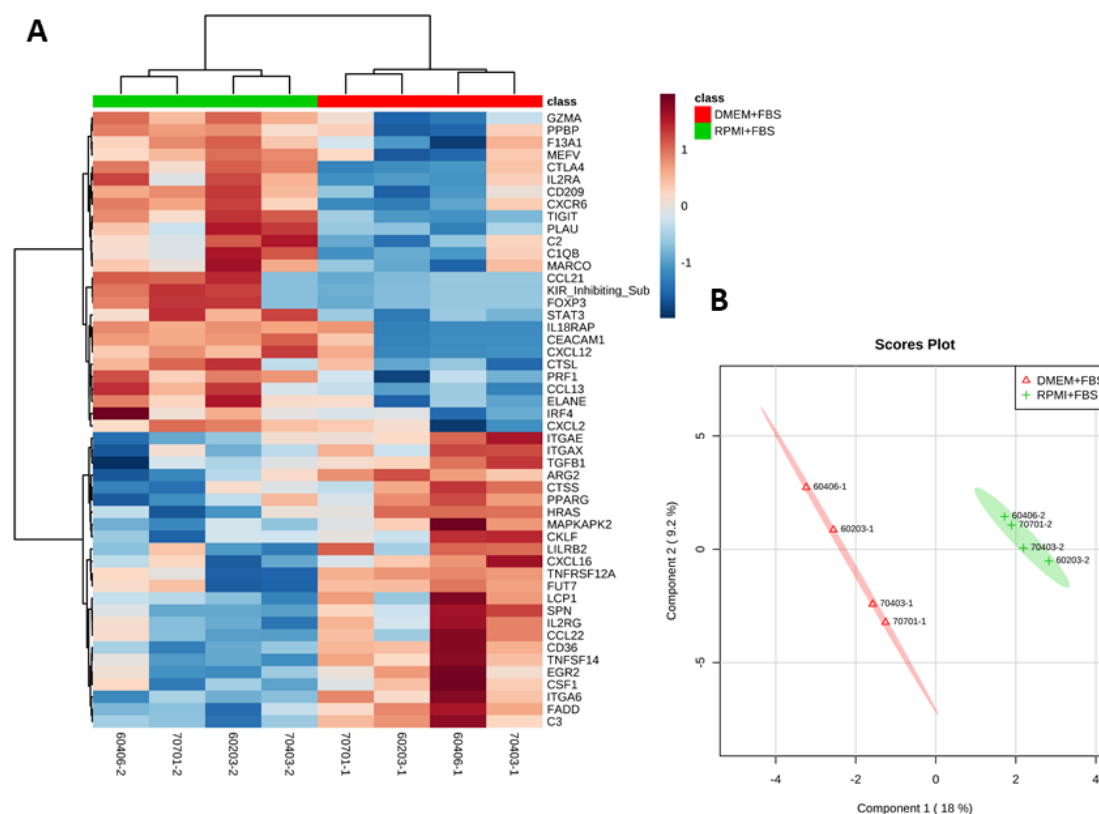 A
class
GZMA
PPBP
F13A1
MEFV
CTLA4
IL2RA
CD209
CXCR6
TIGIT
PLAU
C2
C1QB
MARCO
CCL21
KIR_Inhibiting_Sub
FOXP3
STAT3
IL18RAP
CEACAM1
CXCL12
CTSL
PRF1
CCL13
ELANE
IRF4
CXCL2
ITGAE
ITGAX
TGFB1
ARG2
CTSS
PPARG
HRAS
MAPKAPK2
CKLF
LILRB2
CXCL16
TNFRSF12A
FUT7
LCP1
SPN
IL2RG
CCL22
CD36
TNFSF14
EGR2
CSF1
ITGA6
FADD
C3
60406-2
70701-2
60203-2
70403-2
70701-1
60203-1
60406-1
70403-1
1
0
-1
class
DMEM+FBS
RPMI+FBS
B
Scores Plot
DMEM+FBS
RPMI+FBS
60406-1
60203-1
70403-1
70701-1
60406-2
70701-2
70403-2
60203-2
Component 2 ( 9.2 %)
5
0
-5
-4
-2
0
2
4
Component 1 ( 18 %)